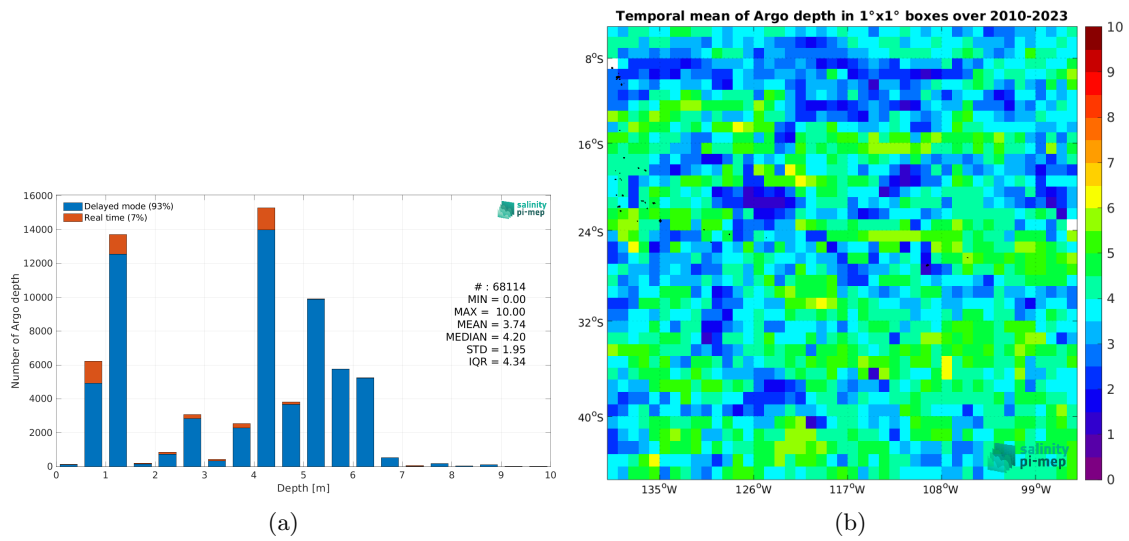 16000
14000
12000
10000
8000
6000
4000
2000
0
Number of Argo depth
Delayed mode (93%)
Real time (7%)
salinity
pi-mep
# : 68114
MIN = 0.00
MAX = 10.00
MEAN = 3.74
MEDIAN = 4.20
STD = 1.95
IQR = 4.34
0 1 2 3 4 5 6 7 8 9 10
Depth [m]
(a)
Temporal mean of Argo depth in 1°x1° boxes over 2010-2023
8°S
16°S
24°S
32°S
40°S
135°W 126°W 117°W 108°W 99°W
salinity
pi-mep
10
9
8
7
6
5
4
3
2
1
0
(b)